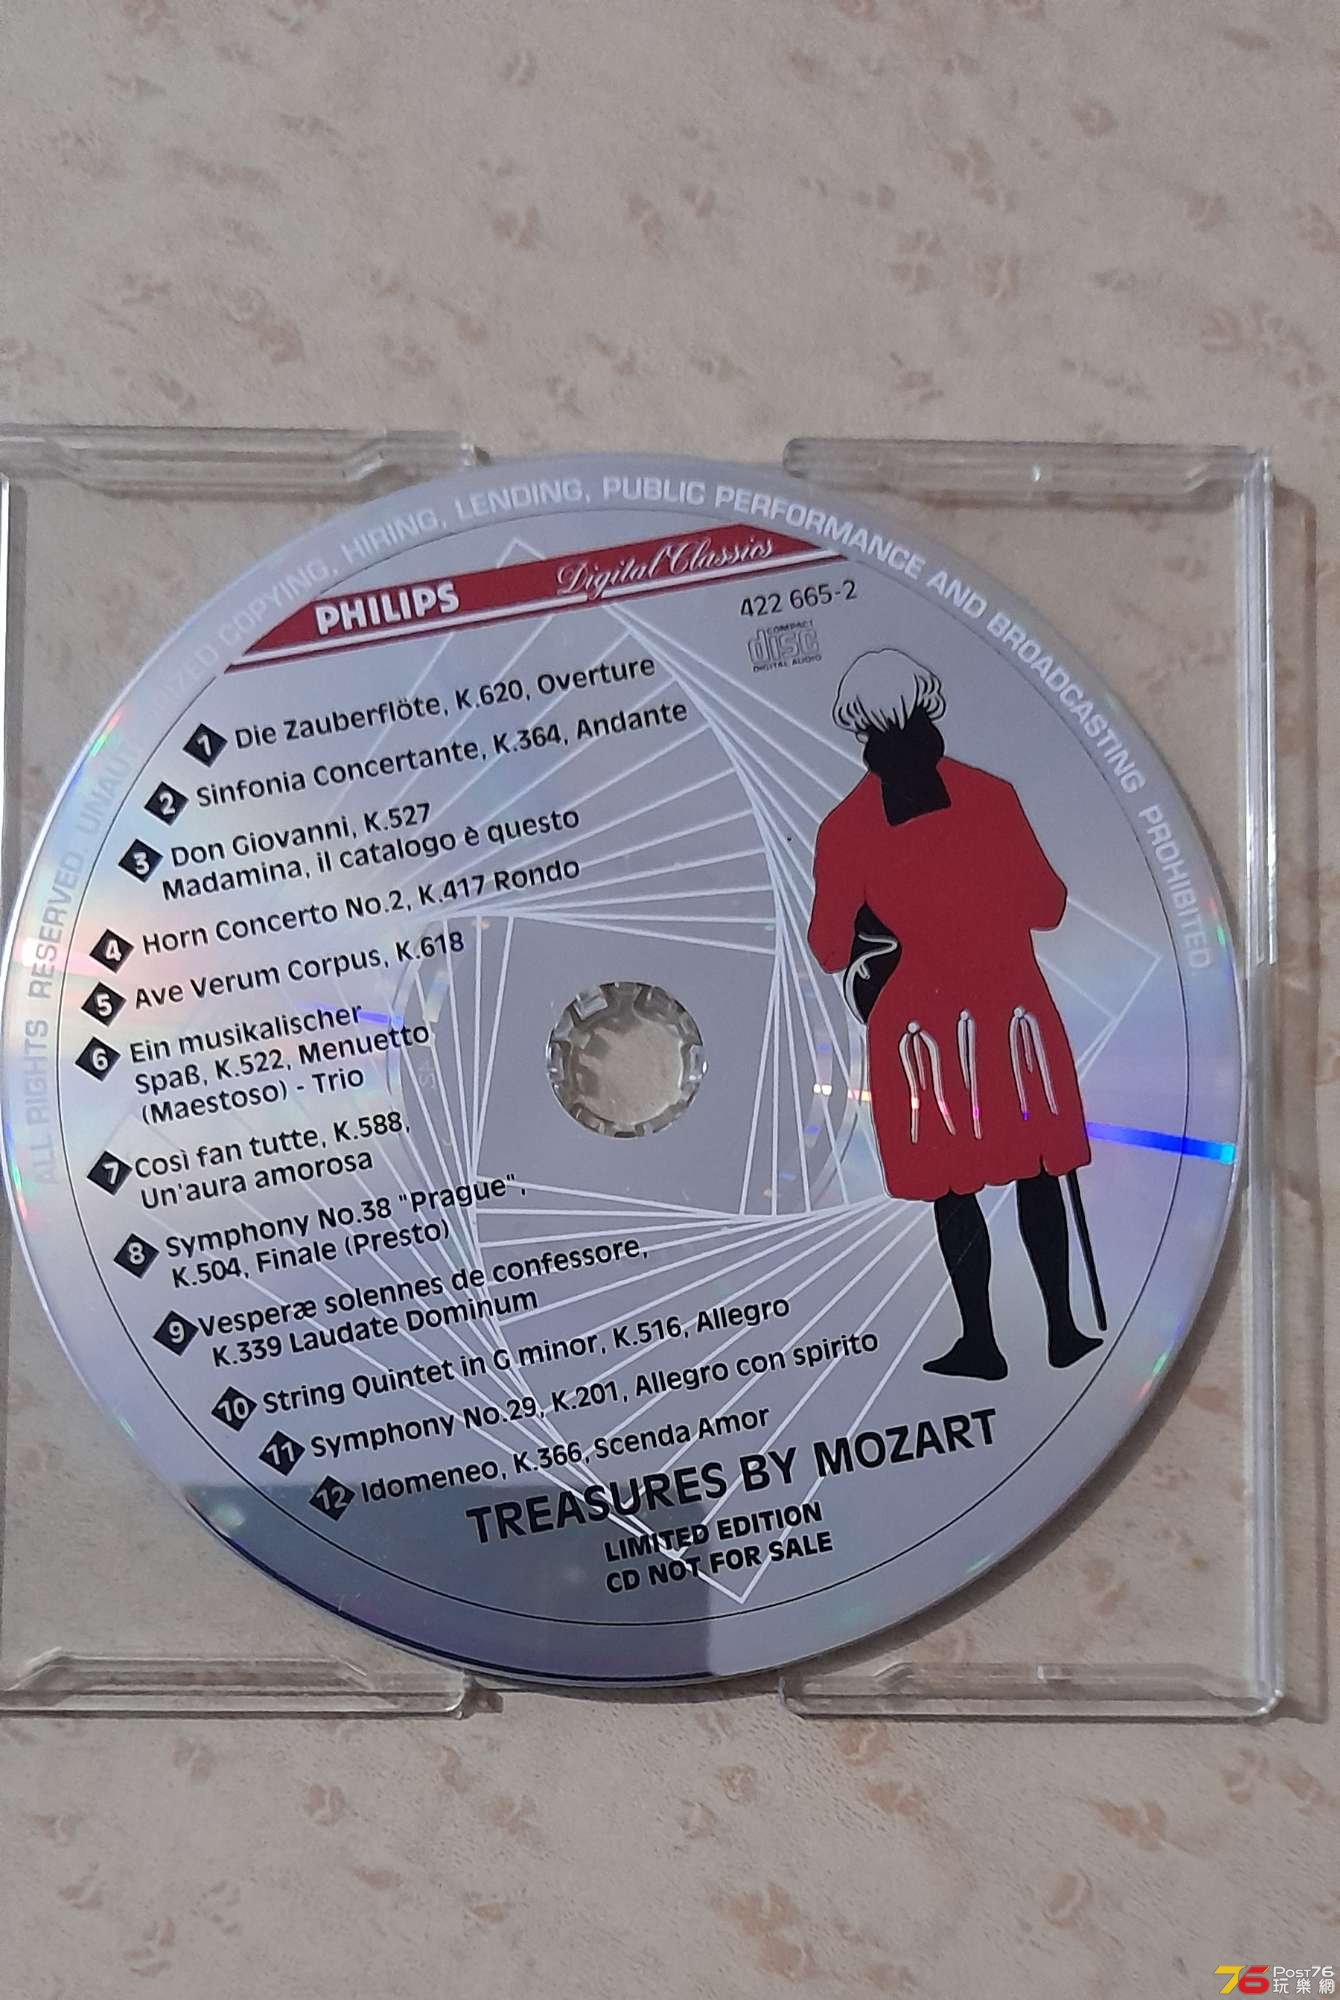 ALL RIGHTS RESERVED. UNAUTHORIZED COPYING, HIRING, LENDING, PUBLIC PERFORMANCE AND BROADCASTING PROHIBITED
PHILIPS Digital Classics
422 665-2
COMPACT
disc
DIGITAL AUDIO
1 Die Zauberflöte, K.620, Overture
2 Sinfonia Concertante, K.364, Andante
3 Don Giovanni, K.527
Madamina, il catalogo è questo
4 Horn Concerto No.2, K.417 Rondo
5 Ave Verum Corpus, K.618
6 Ein musikalischer
Spaß, K.522, Menuetto
(Maestoso) - Trio
7 Così fan tutte, K.588,
Un'aura amorosa
8 Symphony No.38 "Prague",
K.504, Finale (Presto)
9 Vesperæ solennes de confessore,
K.339 Laudate Dominum
10 String Quintet in G minor, K.516, Allegro
11 Symphony No.29, K.201, Allegro con spirito
12 Idomeneo, K.366, Scenda Amor
TREASURES BY MOZART
LIMITED EDITION
CD NOT FOR SALE
76 POST76
玩樂網